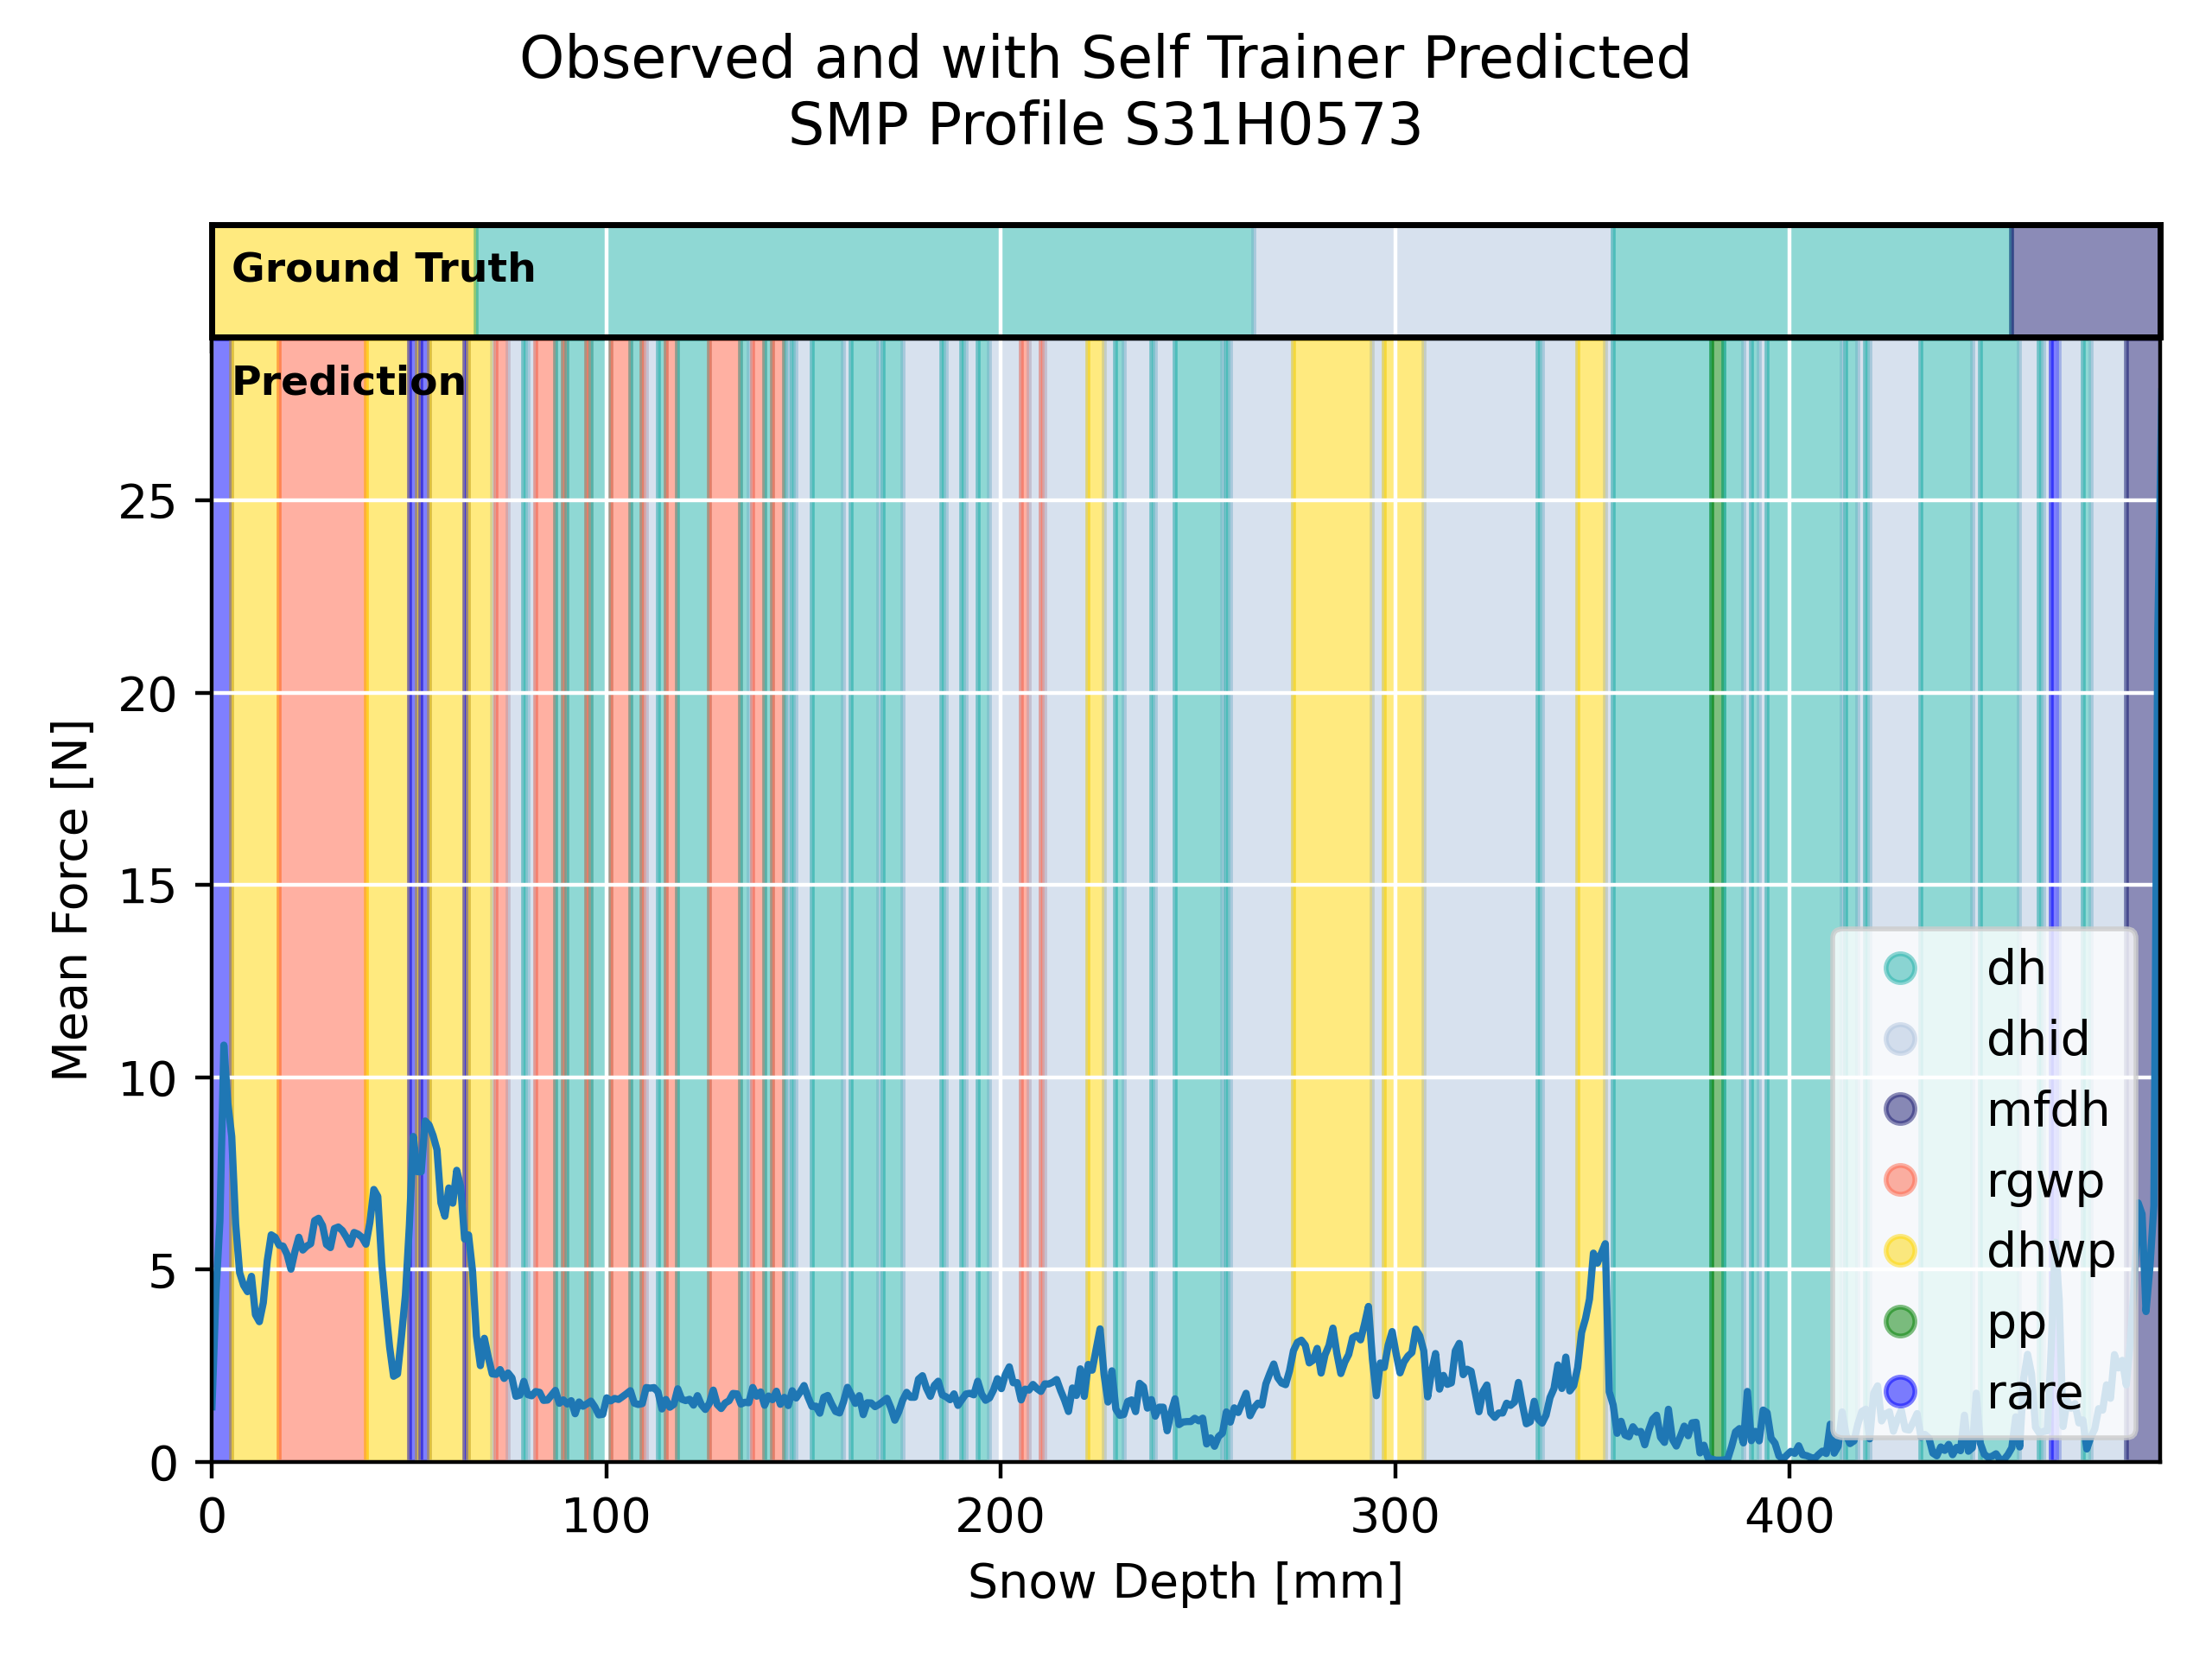 Observed and with Self Trainer Predicted
SMP Profile S31H0573
Ground Truth
Prediction
25
20
15
10
5
0
Mean Force [N]
dh
dhid
mfdh
rgwp
dhwp
pp
rare
0 100 200 300 400
Snow Depth [mm]